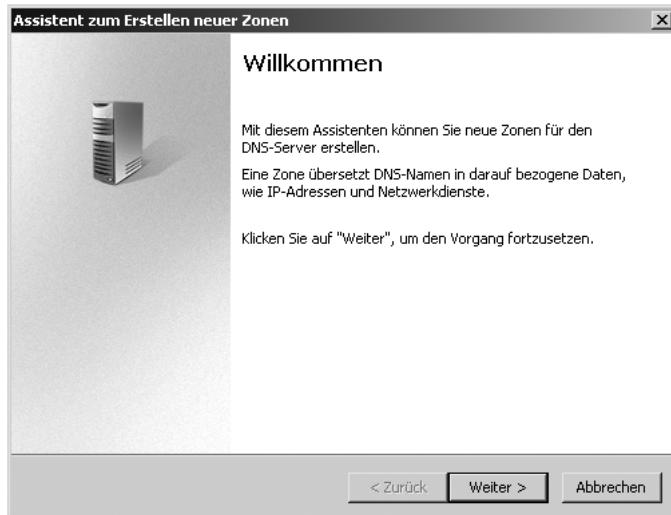 Assistent zum Erstellen neuer Zonen
Willkommen
Mit diesem Assistenten können Sie neue Zonen für den
DNS-Server erstellen.
Eine Zone übersetzt DNS-Namen in darauf bezogene Daten,
wie IP-Adressen und Netzwerkdienste.
Klicken Sie auf "Weiter", um den Vorgang fortzusetzen.
< Zurück
Weiter >
Abbrechen